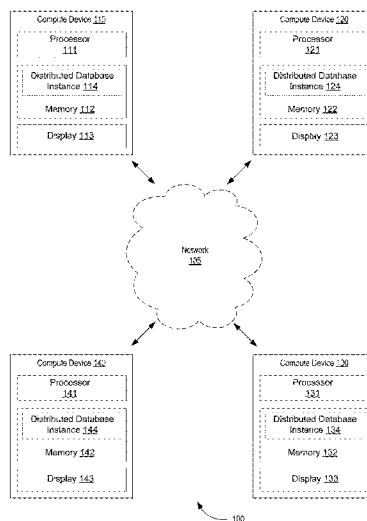 Compute Device 110
Processor
111
Distributed Database
Instance 114
Memory 112
Display 113
Compute Device 120
Processor
121
Distributed Database
Instance 124
Memory 122
Display 123
Network
105
Compute Device 140
Processor
141
Distributed Database
Instance 144
Memory 142
Display 143
Compute Device 130
Processor
131
Distributed Database
Instance 134
Memory 132
Display 133
100